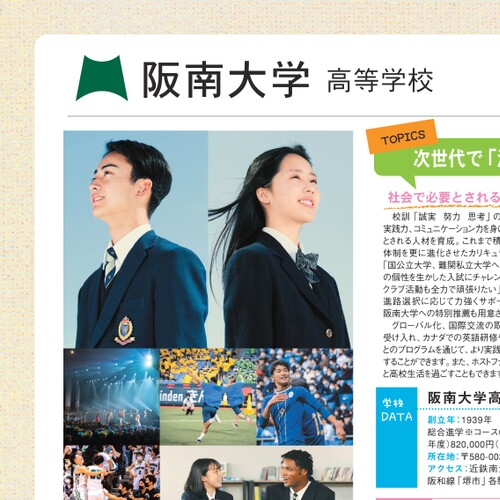 阪南大学 高等学校
TOPICS
次世代で「
社会で必要とされる
校訓「誠実 努力 思考」の
実践力、コミュニケーション力を身に
とされる人材を育成。これまで積
体制を更に進化させたカリキュ
「国公立大学、難関私立大学へ
の個性を生かした入試にチャレン
クラブ活動も全力で頑張りたい」
進路選択に応じて力強くサポー
阪南大学への特別推薦も用意さ
グローバル化、国際交流の取
受け入れ、カナダでの英語研修や
とのプログラムを通じて、より実践
することができます。また、ホストファ
と高校生活を過ごすこともできま
学校
DATA
阪南大学高
創立年:1939年
総合進学※コース
年度)820,000円(
所在地:〒580-00
アクセス:近鉄南
阪和線「堺市」各